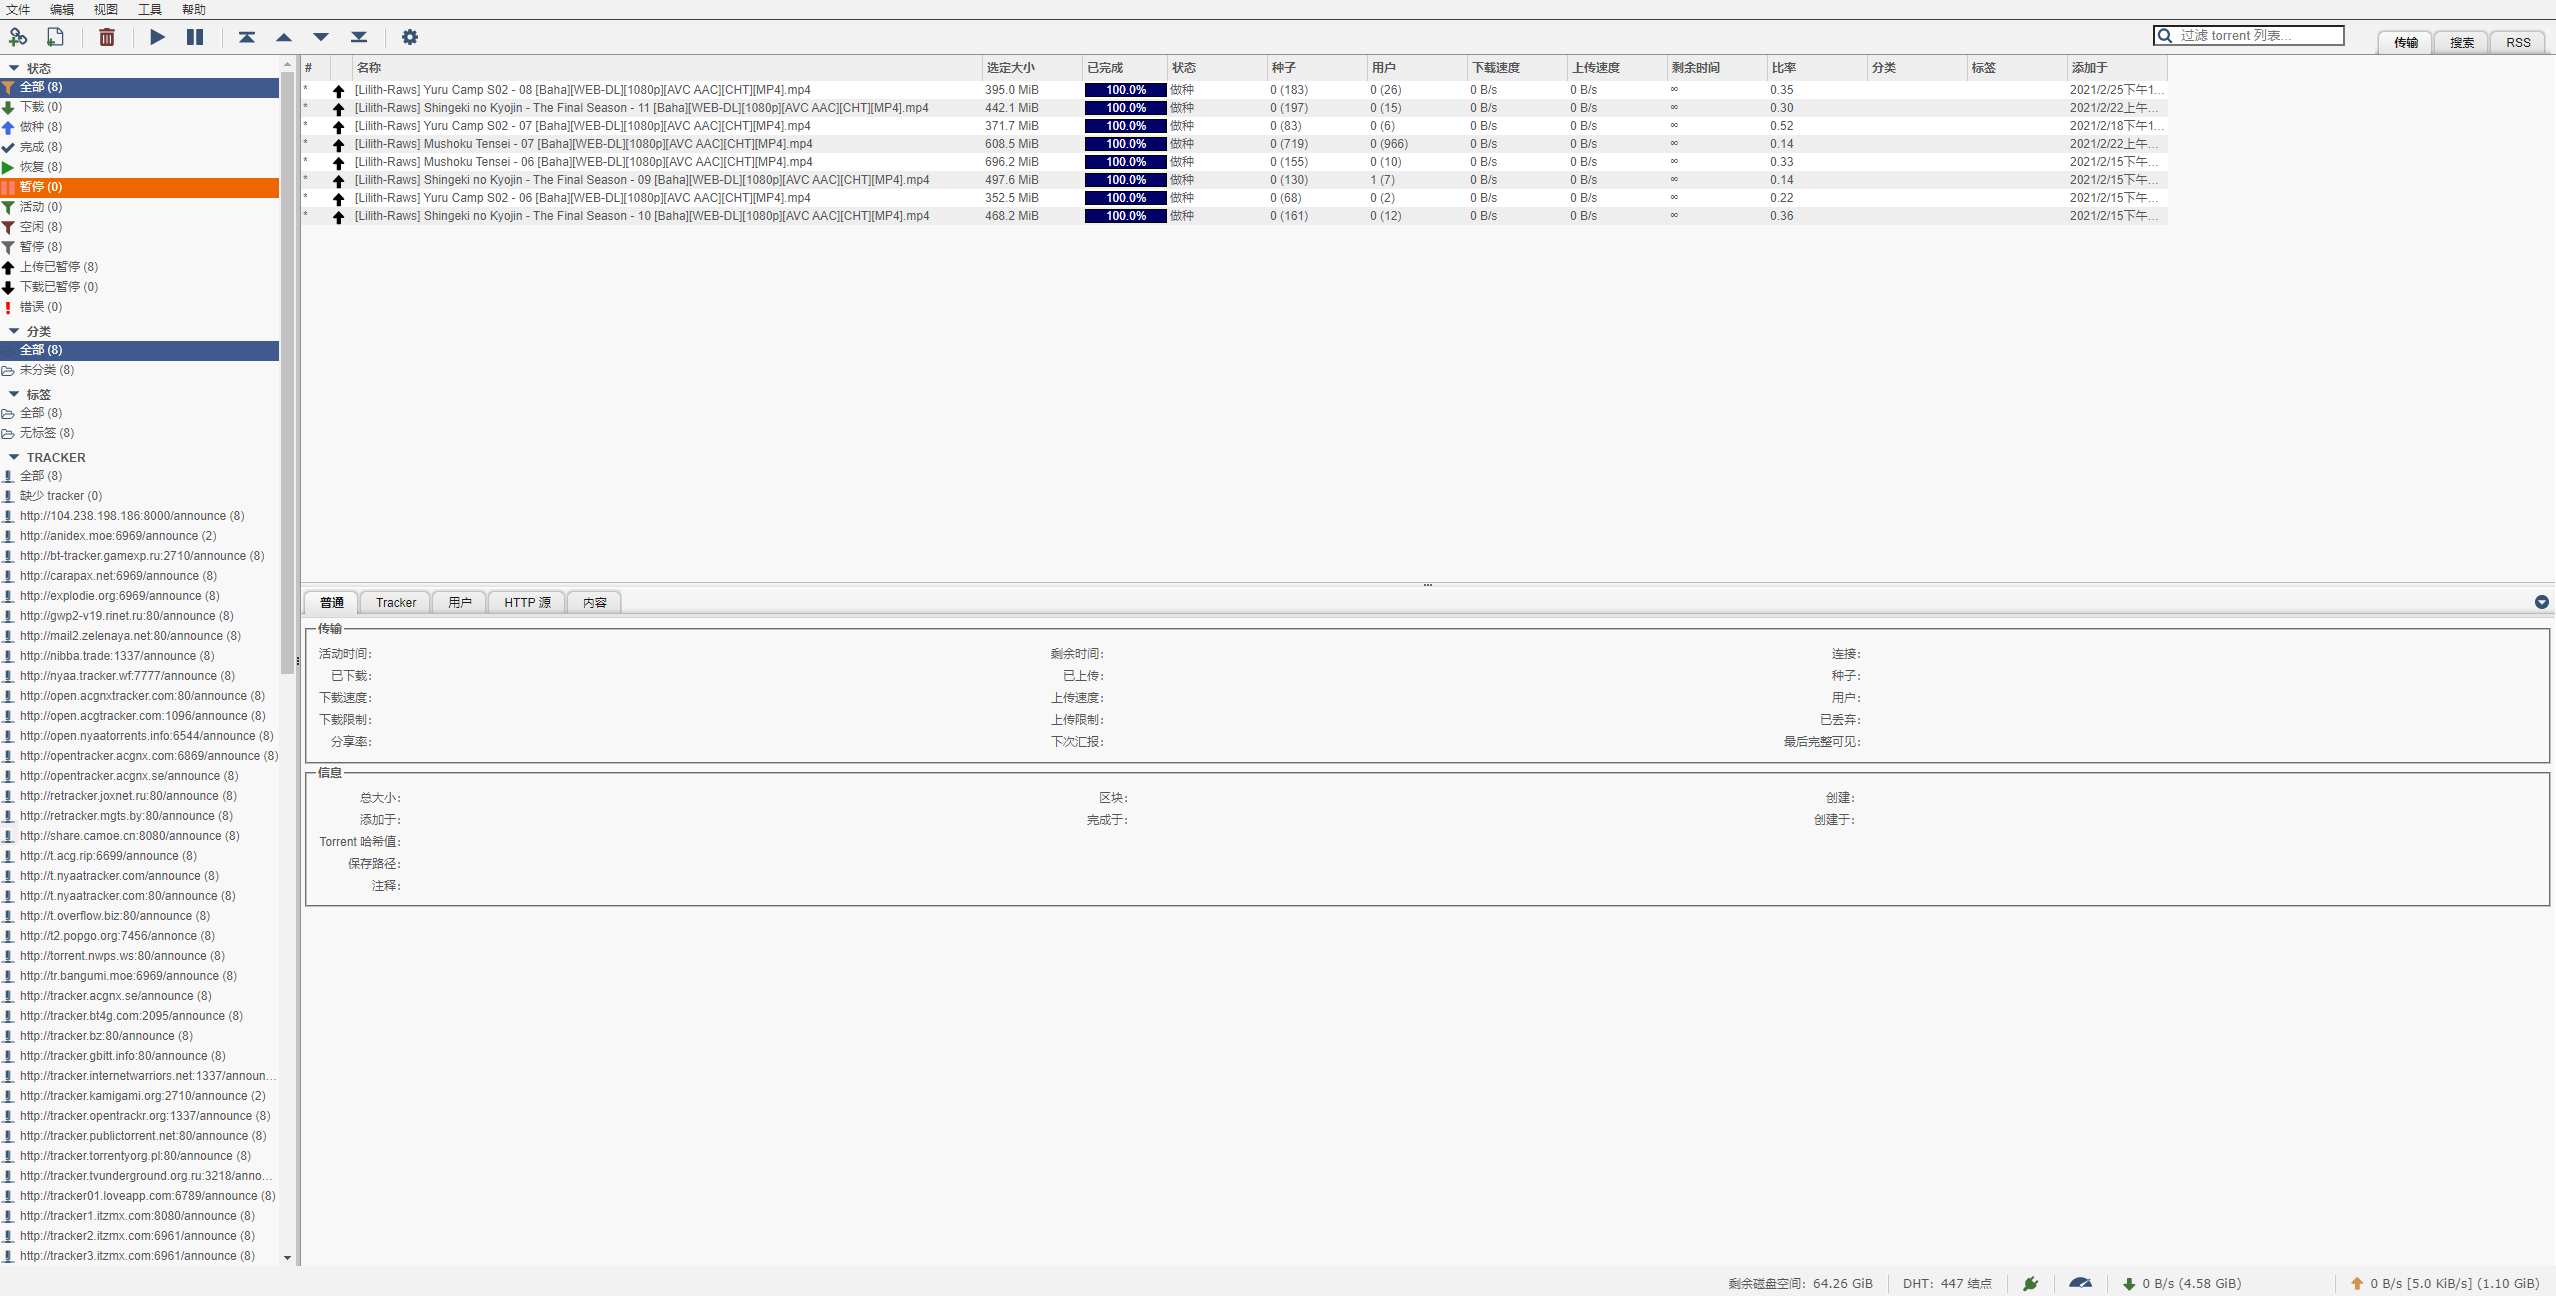 文件 编辑 视图 工具 帮助
过滤 torrent 列表... 传输 搜索 RSS
状态
全部 (8)
下载 (0)
做种 (8)
完成 (8)
恢复 (8)
暂停 (0)
活动 (0)
空闲 (8)
暂停 (8)
上传已暂停 (8)
下载已暂停 (0)
错误 (0)
分类
全部 (8)
未分类 (8)
标签
全部 (8)
无标签 (8)
TRACKER
全部 (8)
缺少 tracker (0)
http://104.238.198.186:8000/announce (8)
http://anidex.moe:6969/announce (2)
http://bt-tracker.gamexp.ru:2710/announce (8)
http://carapax.net:6969/announce (8)
http://explodie.org:6969/announce (8)
http://gwp2-v19.rinet.ru:80/announce (8)
http://mail2.zelenaya.net:80/announce (8)
http://nibba.trade:1337/announce (8)
http://nyaa.tracker.wf:7777/announce (8)
http://open.acgnxtracker.com:80/announce (8)
http://open.acgtracker.com:1096/announce (8)
http://open.nyaatorrents.info:6544/announce (8)
http://opentracker.acgnx.com:6869/announce (8)
http://opentracker.acgnx.se/announce (8)
http://retracker.joxnet.ru:80/announce (8)
http://retracker.mgts.by:80/announce (8)
http://share.camoe.cn:8080/announce (8)
http://t.acg.rip:6699/announce (8)
http://t.nyaatracker.com/announce (8)
http://t.nyaatracker.com:80/announce (8)
http://t.overflow.biz:80/announce (8)
http://t2.popgo.org:7456/annonce (8)
http://torrent.nwps.ws:80/announce (8)
http://tr.bangumi.moe:6969/announce (8)
http://tracker.acgnx.se/announce (8)
http://tracker.bt4g.com:2095/announce (8)
http://tracker.bz:80/announce (8)
http://tracker.gbitt.info:80/announce (8)
http://tracker.internetwarriors.net:1337/announ...
http://tracker.kamigami.org:2710/announce (2)
http://tracker.opentrackr.org:1337/announce (8)
http://tracker.publictorrent.net:80/announce (8)
http://tracker.torrentyorg.pl:80/announce (8)
http://tracker.tvunderground.org.ru:3218/anno...
http://tracker01.loveapp.com:6789/announce (8)
http://tracker1.itzmx.com:8080/announce (8)
http://tracker2.itzmx.com:6961/announce (8)
http://tracker3.itzmx.com:6961/announce (8)
# 名称 选定大小 已完成 状态 种子 用户 下载速度 上传速度 剩余时间 比率 分类 标签 添加于
* [Lilith-Raws] Yuru Camp S02 - 08 [Baha][WEB-DL][1080p][AVC AAC][CHT][MP4].mp4 395.0 MiB 100.0% 做种 0 (183) 0 (26) 0 B/s 0 B/s ∞ 0.35 2021/2/25下午1...
* [Lilith-Raws] Shingeki no Kyojin - The Final Season - 11 [Baha][WEB-DL][1080p][AVC AAC][CHT][MP4].mp4 442.1 MiB 100.0% 做种 0 (197) 0 (15) 0 B/s 0 B/s ∞ 0.30 2021/2/22上午...
* [Lilith-Raws] Yuru Camp S02 - 07 [Baha][WEB-DL][1080p][AVC AAC][CHT][MP4].mp4 371.7 MiB 100.0% 做种 0 (83) 0 (6) 0 B/s 0 B/s ∞ 0.52 2021/2/18下午1...
* [Lilith-Raws] Mushoku Tensei - 07 [Baha][WEB-DL][1080p][AVC AAC][CHT][MP4].mp4 608.5 MiB 100.0% 做种 0 (719) 0 (966) 0 B/s 0 B/s ∞ 0.14 2021/2/22上午...
* [Lilith-Raws] Mushoku Tensei - 06 [Baha][WEB-DL][1080p][AVC AAC][CHT][MP4].mp4 696.2 MiB 100.0% 做种 0 (155) 0 (10) 0 B/s 0 B/s ∞ 0.33 2021/2/15下午...
* [Lilith-Raws] Shingeki no Kyojin - The Final Season - 09 [Baha][WEB-DL][1080p][AVC AAC][CHT][MP4].mp4 497.6 MiB 100.0% 做种 0 (130) 1 (7) 0 B/s 0 B/s ∞ 0.14 2021/2/15下午...
* [Lilith-Raws] Yuru Camp S02 - 06 [Baha][WEB-DL][1080p][AVC AAC][CHT][MP4].mp4 352.5 MiB 100.0% 做种 0 (68) 0 (2) 0 B/s 0 B/s ∞ 0.22 2021/2/15下午...
* [Lilith-Raws] Shingeki no Kyojin - The Final Season - 10 [Baha][WEB-DL][1080p][AVC AAC][CHT][MP4].mp4 468.2 MiB 100.0% 做种 0 (161) 0 (12) 0 B/s 0 B/s ∞ 0.36 2021/2/15下午...
普通 Tracker 用户 HTTP 源 内容
传输
活动时间: 剩余时间: 连接:
已下载: 已上传: 种子:
下载速度: 上传速度: 用户:
下载限制: 上传限制: 已丢弃:
分享率: 下次汇报: 最后完整可见:
信息
总大小: 区块: 创建:
添加于: 完成于: 创建于:
Torrent 哈希值:
保存路径:
注释:
剩余磁盘空间: 64.26 GiB DHT: 447 结点 0 B/s (4.58 GiB) 0 B/s [5.0 KiB/s] (1.10 GiB)